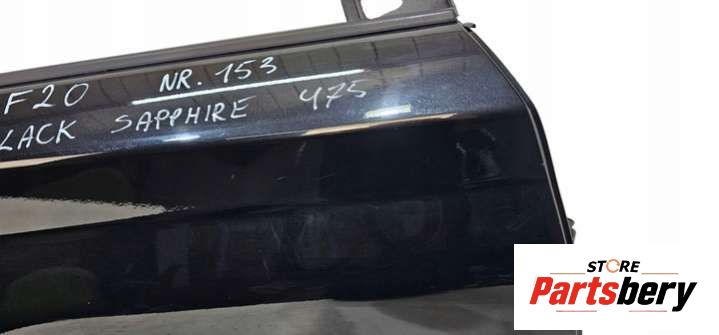 F20 NR. 153
LACK SAPPHIRE 475
STORE
Partsbery